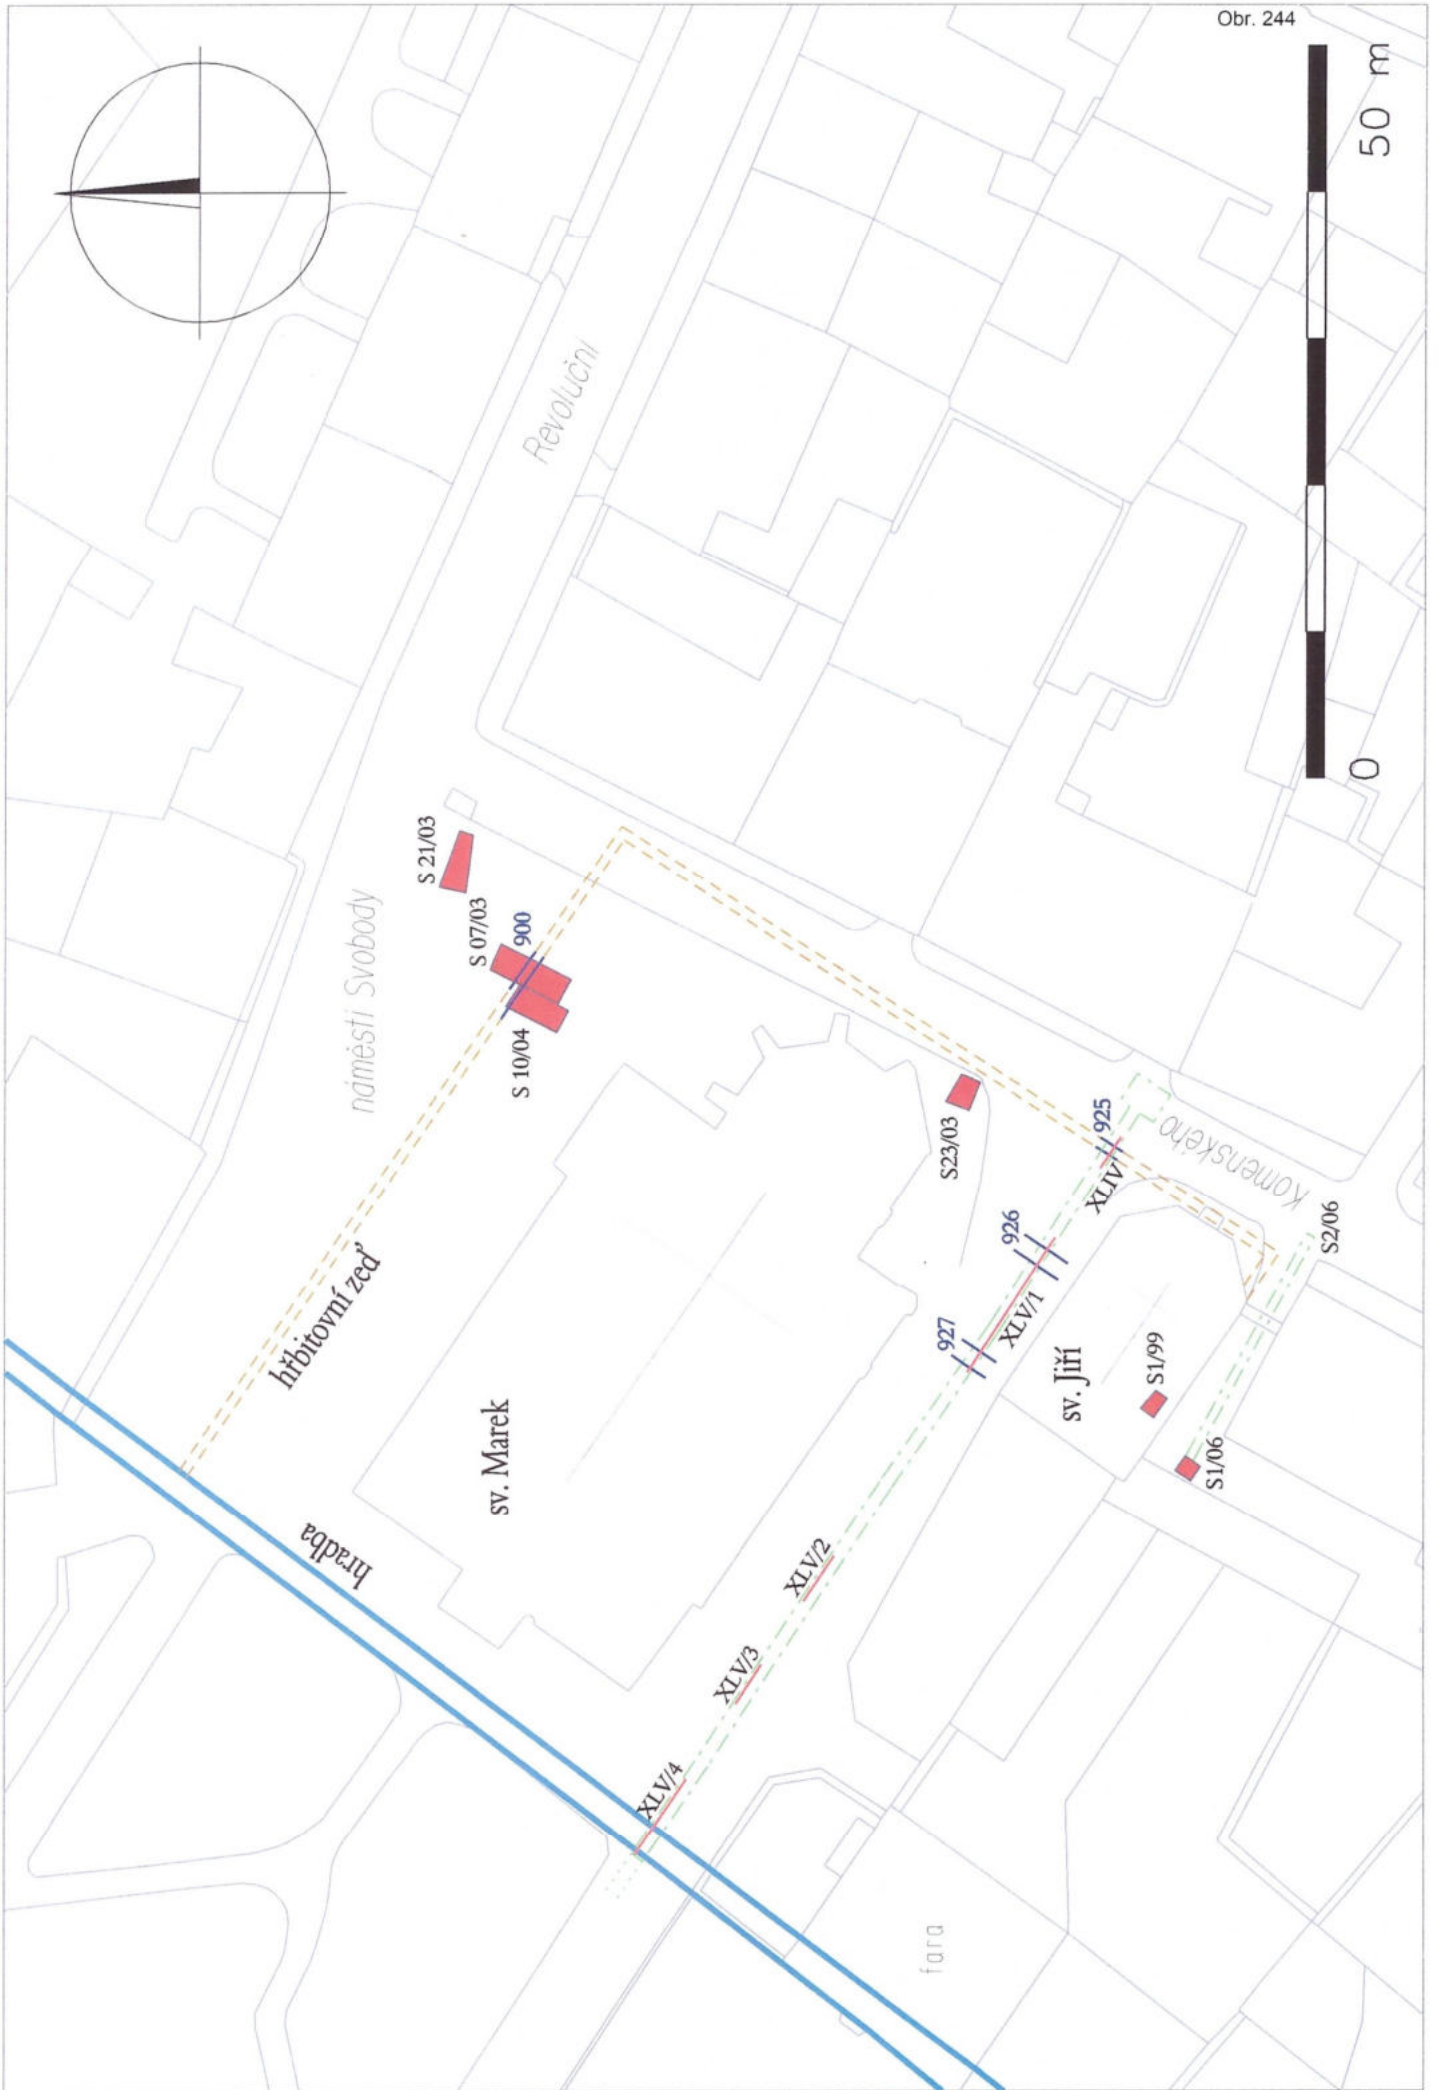 Obr. 244
50 m
0
Revoluční
náměstí Svobody
S 21/03
S 07/03
900
S 10/04
hřbitovní zeď
hradba
sv. Marek
S23/03
925
XLIV
Komenského
926
XLV/1
927
sv. Jiří
S1/99
S2/06
S1/06
XLV/2
XLV/3
XLV/4
fara